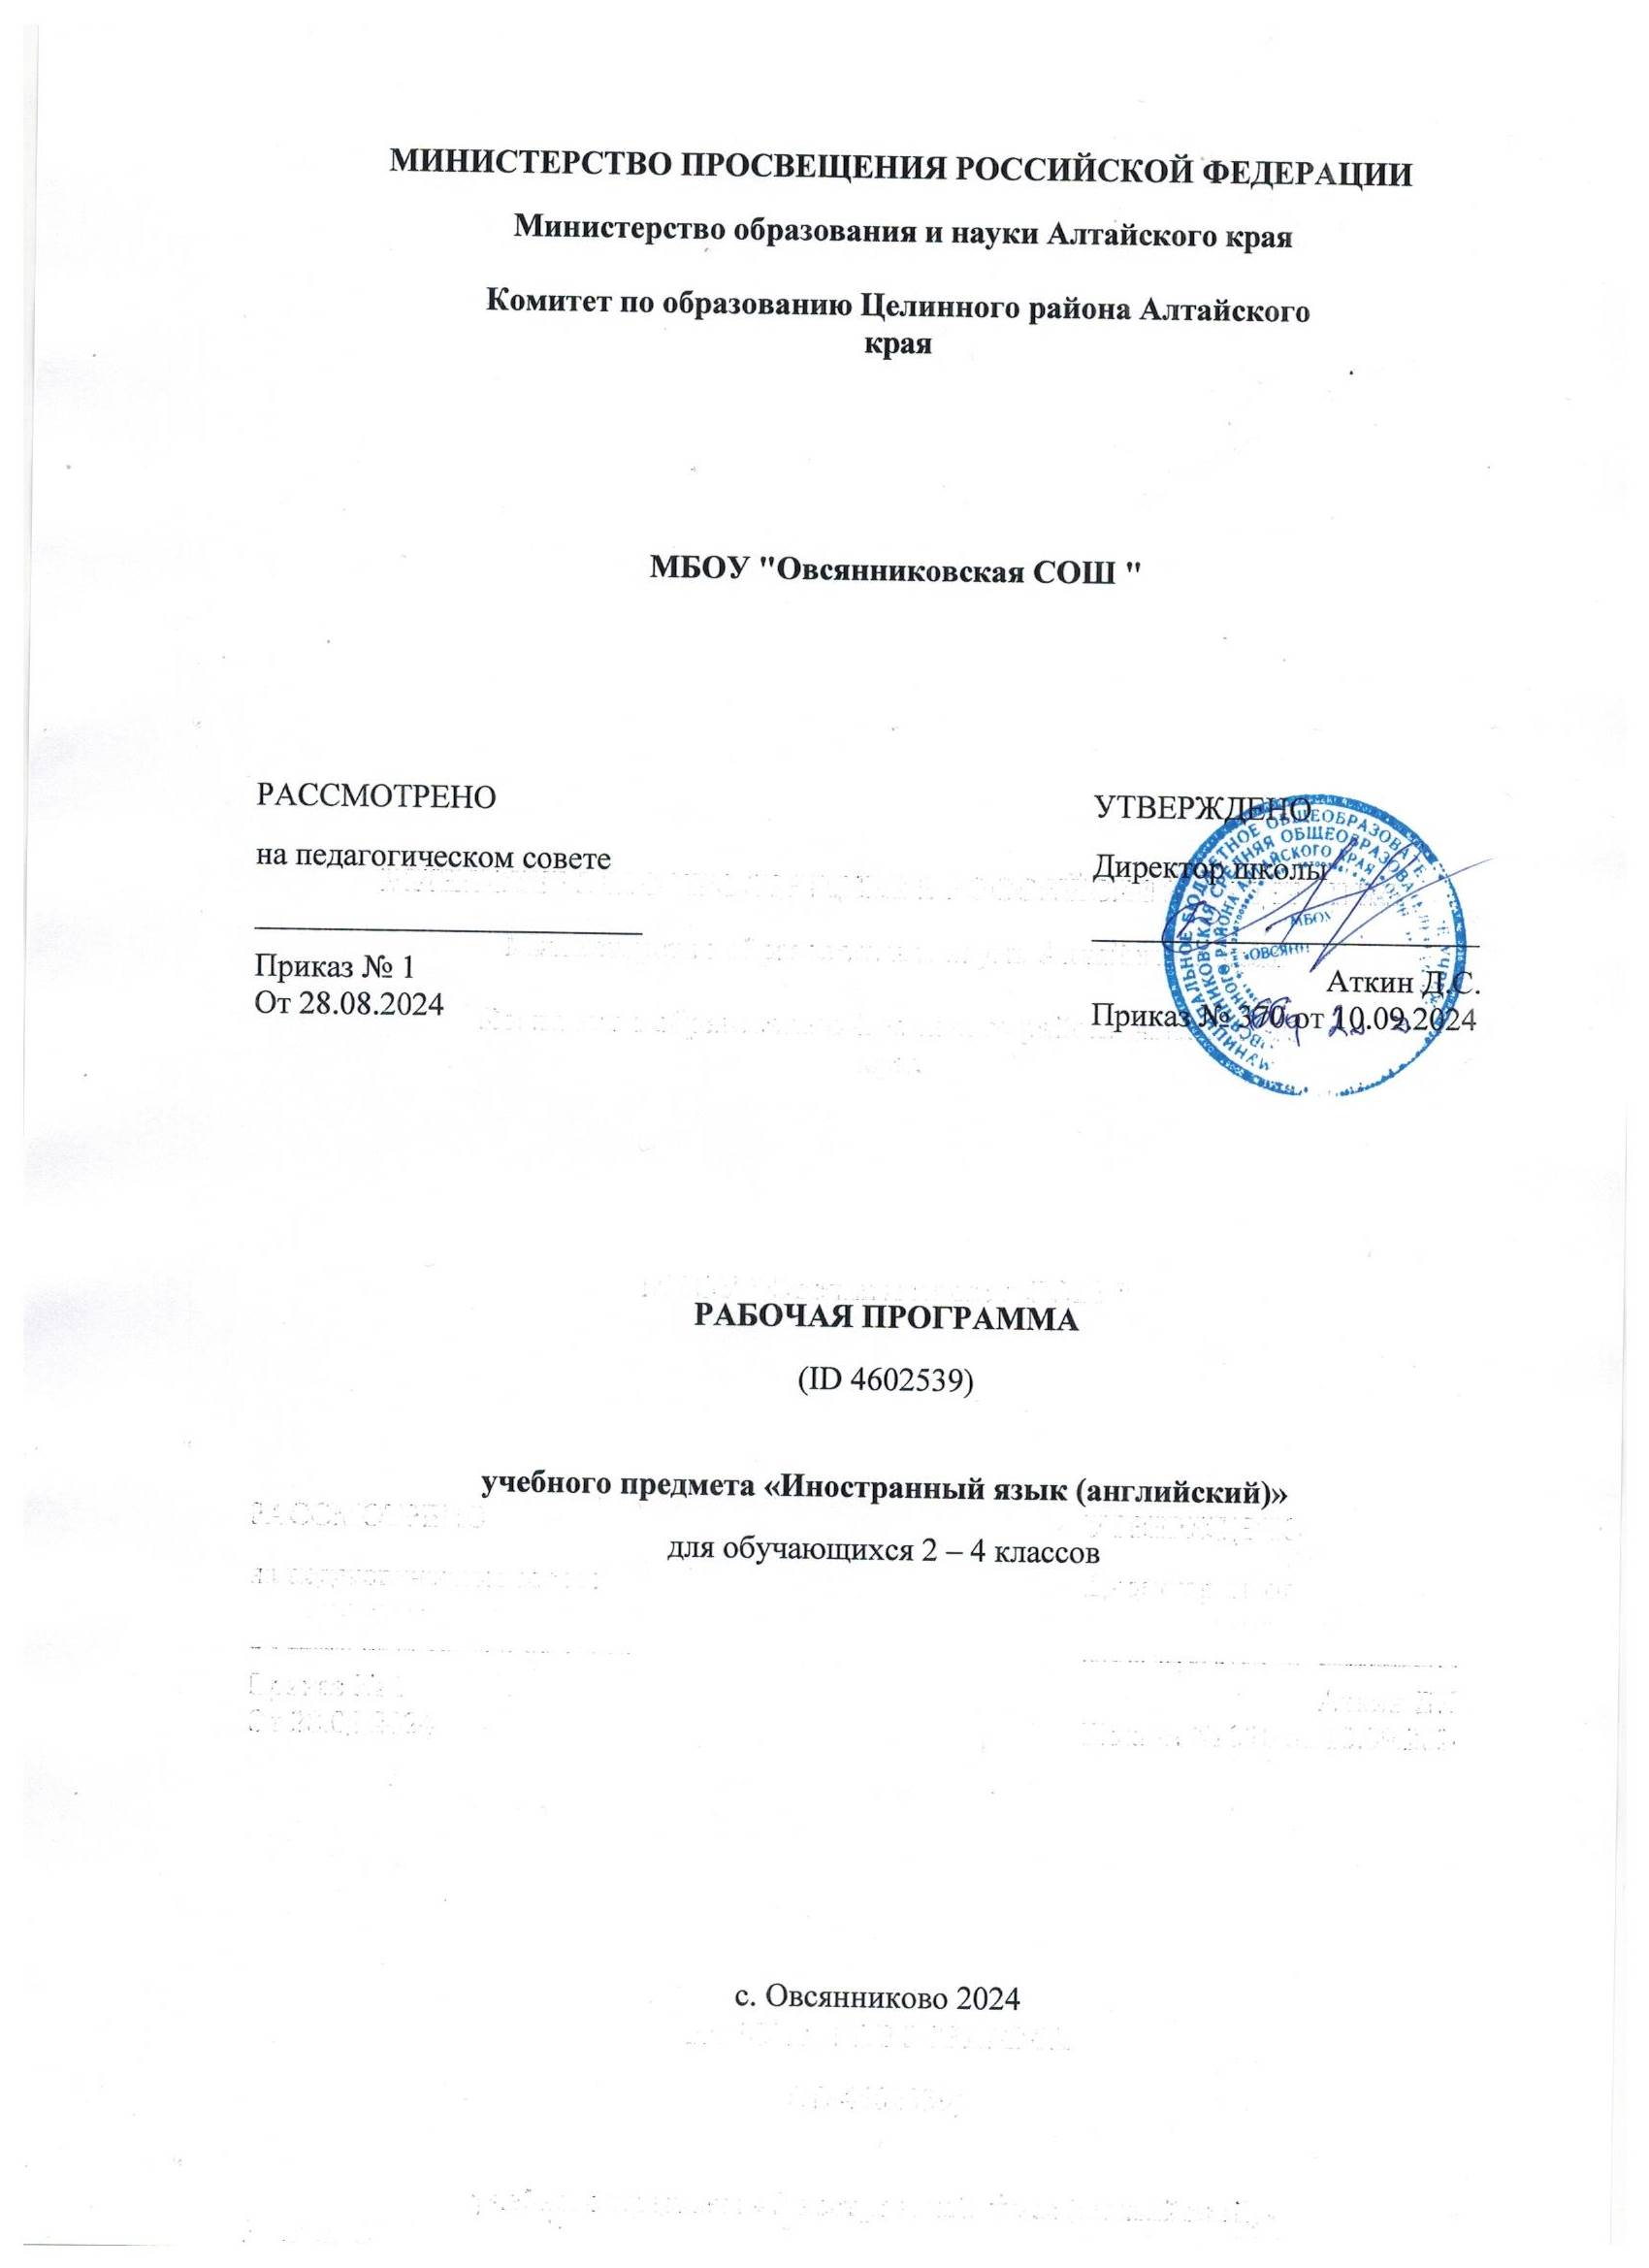 МИНИСТЕРСТВО ПРОСВЕЩЕНИЯ РОССИЙСКОЙ ФЕДЕРАЦИИ
Министерство образования и науки Алтайского края
Комитет по образованию Целинного района Алтайского
края
МБОУ "Овсянниковская СОШ "
РАССМОТРЕНО
на педагогическом совете
Приказ № 1
От 28.08.2024
УТВЕРЖДЕНО
Директор школы
Аткин Д.С.
Приказ № 370 от 10.09.2024
РАБОЧАЯ ПРОГРАММА
(ID 4602539)
учебного предмета «Иностранный язык (английский)»
для обучающихся 2 – 4 классов
с. Овсянниково 2024